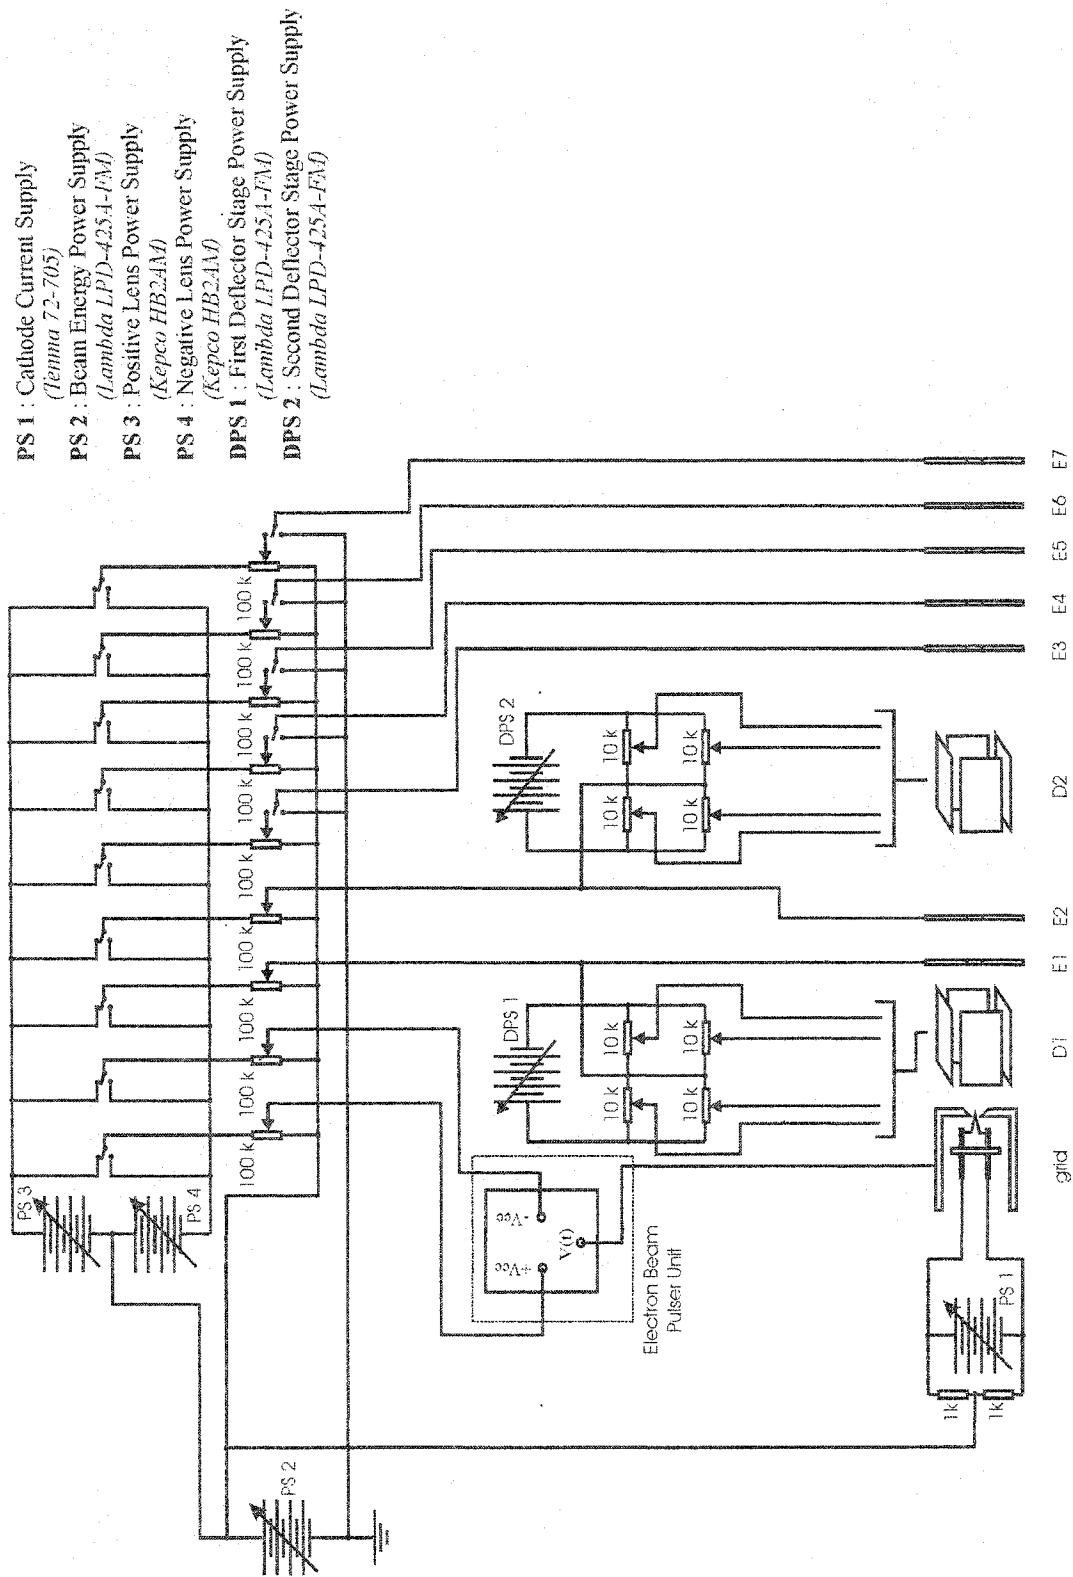 PS 1 : Cathode Current Supply
(Tenma 72-705)
PS 2 : Beam Energy Power Supply
(Lambda LPD-425A-FM)
PS 3 : Positive Lens Power Supply
(Kepco HB2AM)
PS 4 : Negative Lens Power Supply
(Kepco HB2AM)
DPS 1 : First Deflector Stage Power Supply
(Lambda LPD-425A-FM)
DPS 2 : Second Deflector Stage Power Supply
(Lambda LPD-425A-FM)
PS 3
PS 4
100 k
100 k
100 k
100 k
100 k
100 k
100 k
100 k
100 k
PS 2
+Vcc
-Vcc
V(t)
Electron Beam
Pulser Unit
DPS 1
10 k
10 k
10 k
10 k
DPS 2
10 k
10 k
10 k
10 k
1k
1k
PS 1
grid
D1
E1
E2
D2
E3
E4
E5
E6
E7